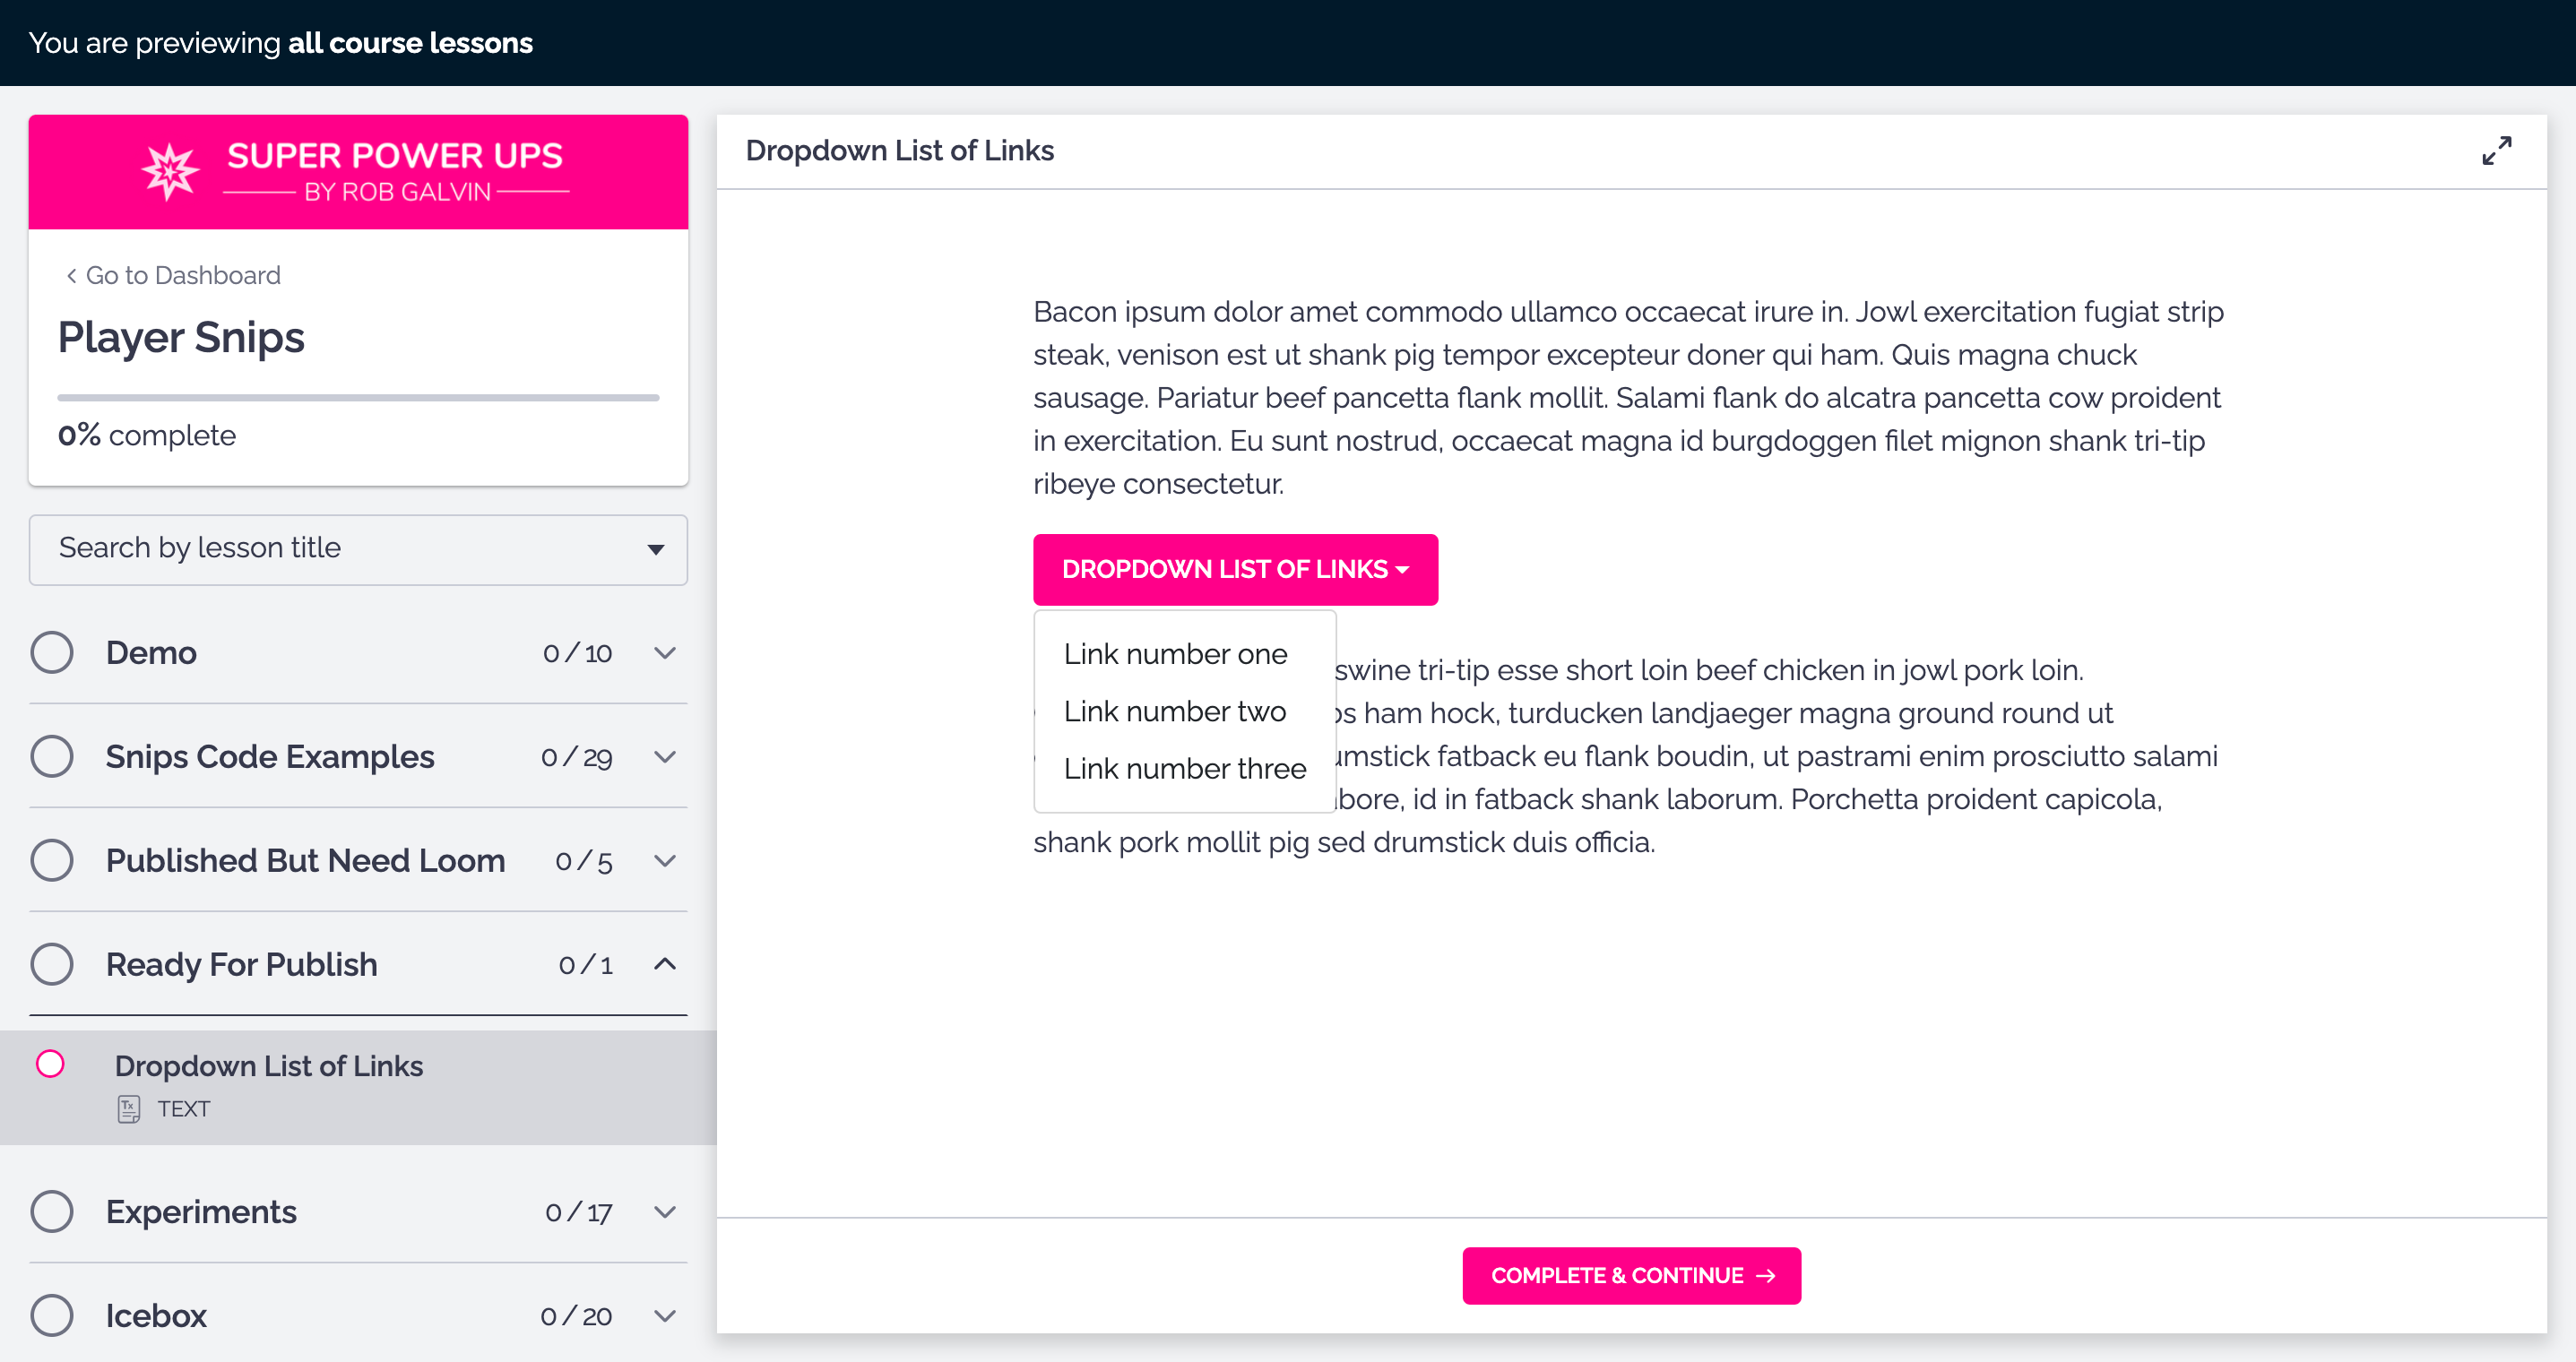 You are previewing all course lessons
SUPER POWER UPS
BY ROB GALVIN
Go to Dashboard
Player Snips
0% complete
Search by lesson title
Demo 0 / 10
Snips Code Examples 0 / 29
Published But Need Loom 0 / 5
Ready For Publish 0 / 1
Dropdown List of Links
TEXT
Experiments 0 / 17
Icebox 0 / 20
Dropdown List of Links
Bacon ipsum dolor amet commodo ullamco occaecat irure in. Jowl exercitation fugiat strip
steak, venison est ut shank pig tempor excepteur doner qui ham. Quis magna chuck
sausage. Pariatur beef pancetta flank mollit. Salami flank do alcatra pancetta cow proident
in exercitation. Eu sunt nostrud, occaecat magna id burgdoggen filet mignon shank tri-tip
ribeye consectetur.
DROPDOWN LIST OF LINKS
Link number one
Link number two
Link number three
swine tri-tip esse short loin beef chicken in jowl pork loin.
ham hock, turducken landjaeger magna ground round ut
fatback eu flank boudin, ut pastrami enim prosciutto salami
id in fatback shank laborum. Porchetta proident capicola,
shank pork mollit pig sed drumstick duis officia.
COMPLETE & CONTINUE